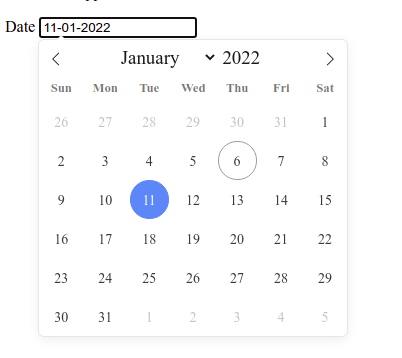 Date 11-01-2022
January 2022
Sun Mon Tue Wed Thu Fri Sat
26 27 28 29 30 31 1
2 3 4 5 6 7 8
9 10 11 12 13 14 15
16 17 18 19 20 21 22
23 24 25 26 27 28 29
30 31 1 2 3 4 5